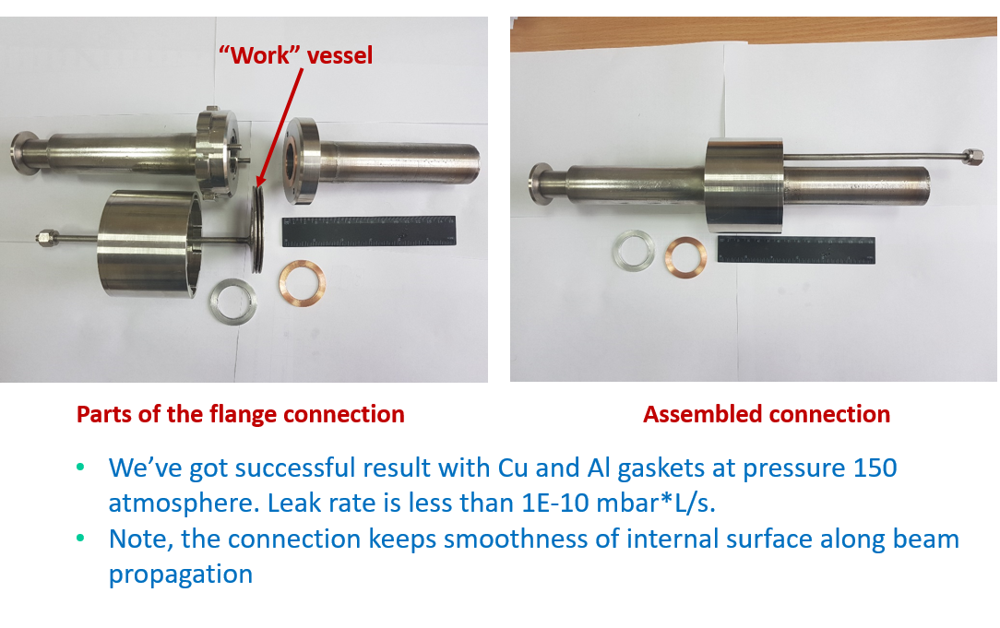 “Work” vessel
Parts of the flange connection
Assembled connection
• We’ve got successful result with Cu and Al gaskets at pressure 150
atmosphere. Leak rate is less than 1E-10 mbar*L/s.
• Note, the connection keeps smoothness of internal surface along beam
propagation